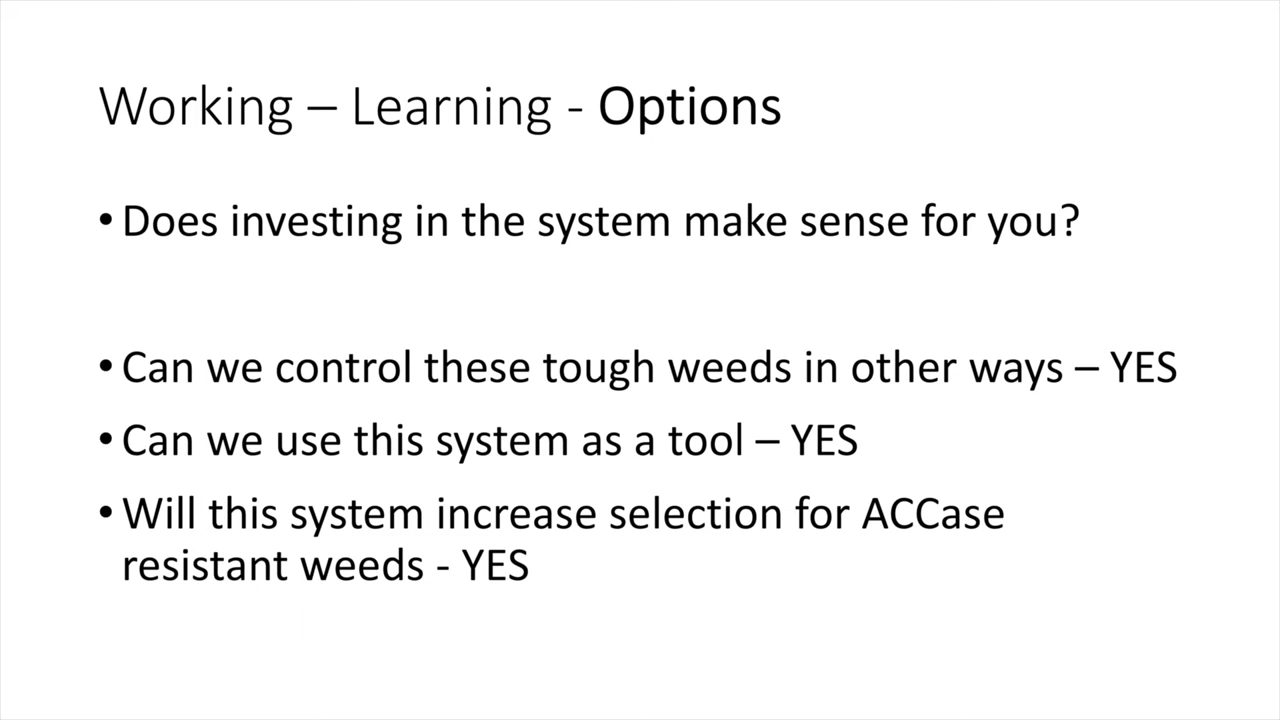 Working – Learning - Options
• Does investing in the system make sense for you?
• Can we control these tough weeds in other ways – YES
• Can we use this system as a tool – YES
• Will this system increase selection for ACCase
resistant weeds - YES